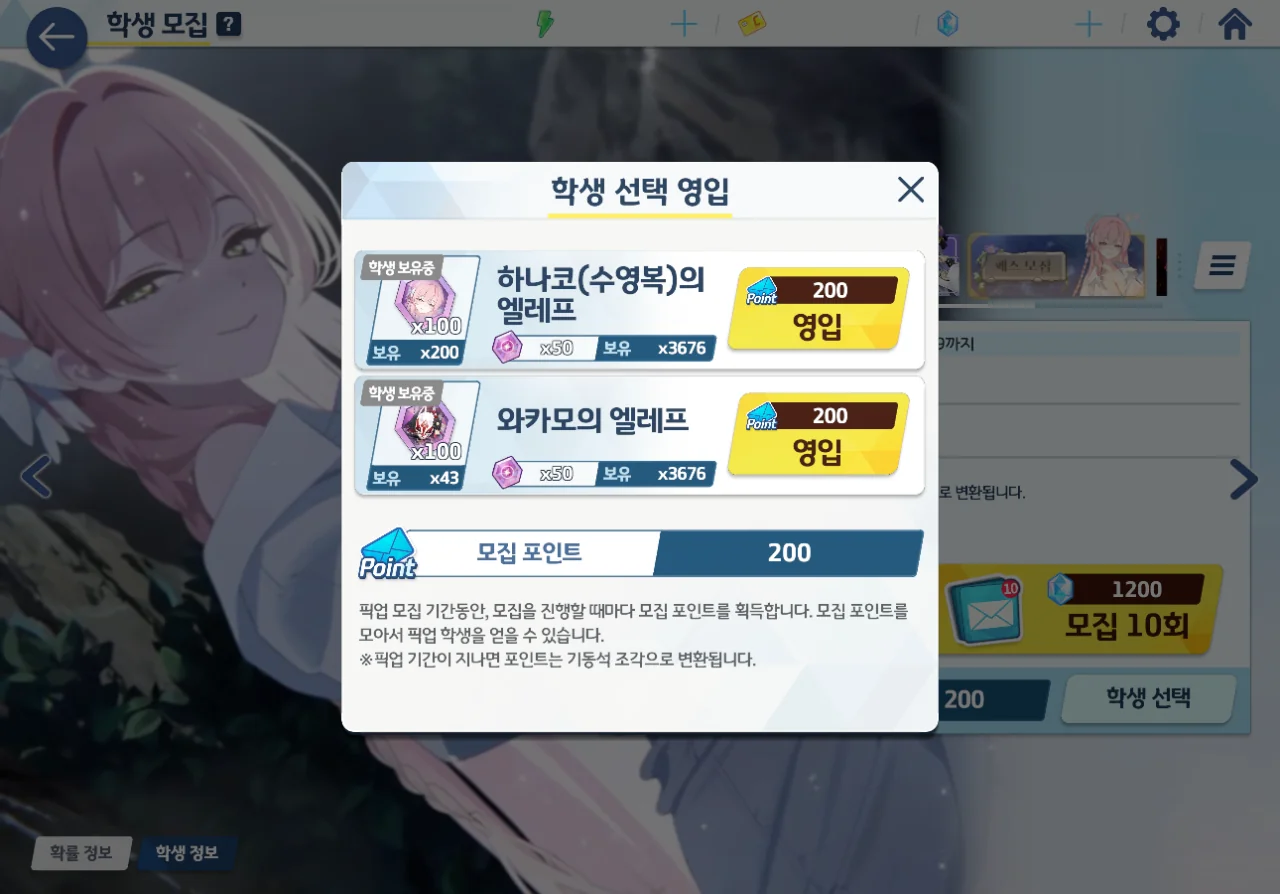 학생 모집 ?
학생 선택 영입
학생 보유중
x100
보유 x200
하나코(수영복)의
엘레프
x50 보유 x3676
Point 200
영입
학생 보유중
x100
보유 x43
와카모의 엘레프
x50 보유 x3676
Point 200
영입
Point 모집 포인트 200
픽업 모집 기간동안, 모집을 진행할 때마다 모집 포인트를 획득합니다. 모집 포인트를
모아서 픽업 학생을 얻을 수 있습니다.
※픽업 기간이 지나면 포인트는 기동석 조각으로 변환됩니다.
페스 모집
9까지
로 변환됩니다.
10
1200
모집 10회
200
학생 선택
확률 정보
학생 정보